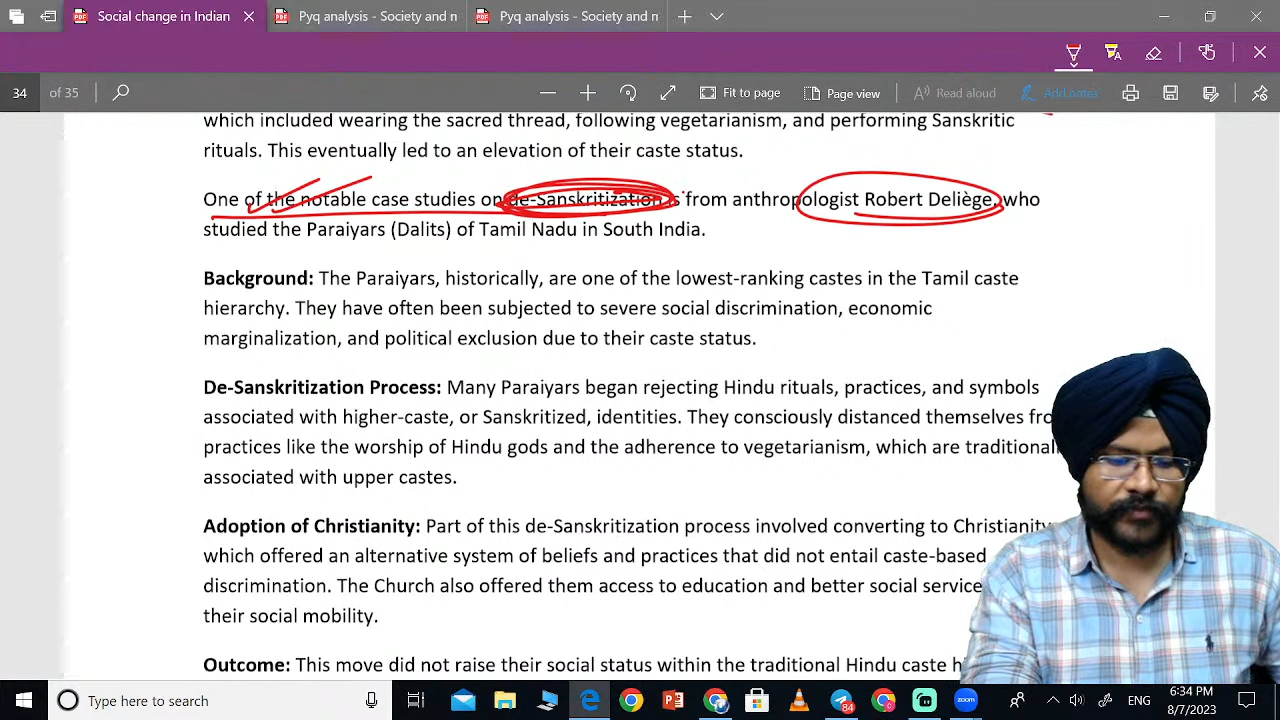 Social change in Indian
Pyq analysis - Society and n
Pyq analysis - Society and n
34 of 35
Fit to page
Page view
Read aloud
Add notes
which included wearing the sacred thread, following vegetarianism, and performing Sanskritic
rituals. This eventually led to an elevation of their caste status.
One of the notable case studies on de-Sanskritization is from anthropologist Robert Deliège, who
studied the Paraiyars (Dalits) of Tamil Nadu in South India.
Background: The Paraiyars, historically, are one of the lowest-ranking castes in the Tamil caste
hierarchy. They have often been subjected to severe social discrimination, economic
marginalization, and political exclusion due to their caste status.
De-Sanskritization Process: Many Paraiyars began rejecting Hindu rituals, practices, and symbols
associated with higher-caste, or Sanskritized, identities. They consciously distanced themselves fro
practices like the worship of Hindu gods and the adherence to vegetarianism, which are traditional
associated with upper castes.
Adoption of Christianity: Part of this de-Sanskritization process involved converting to Christianity
which offered an alternative system of beliefs and practices that did not entail caste-based
discrimination. The Church also offered them access to education and better social service
their social mobility.
Outcome: This move did not raise their social status within the traditional Hindu caste h
Type here to search
84
zoom
ENG
6:34 PM
8/7/2023